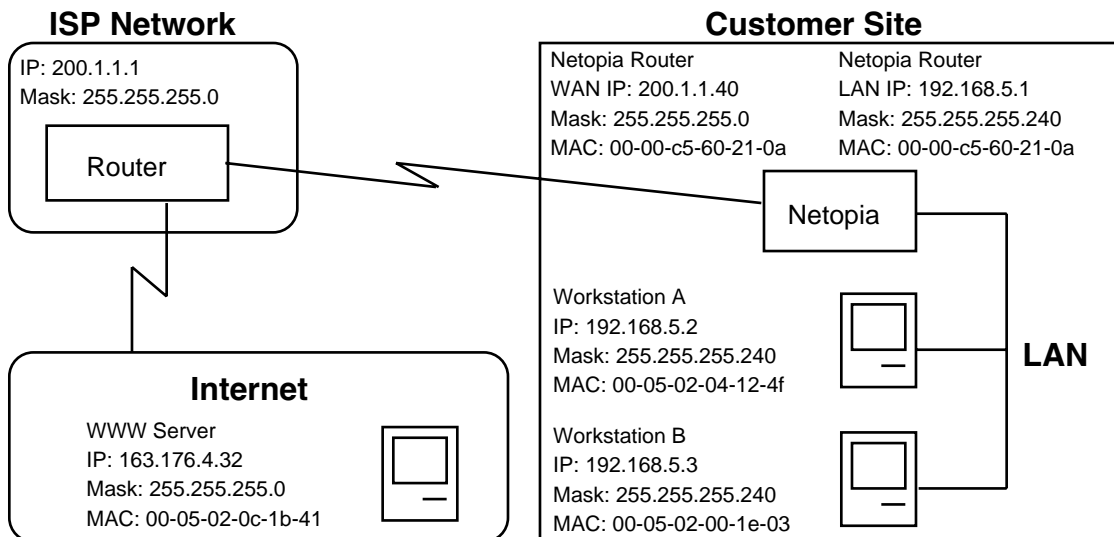 ISP Network
IP: 200.1.1.1
Mask: 255.255.255.0
Router
Customer Site
Netopia Router
WAN IP: 200.1.1.40
Mask: 255.255.255.0
MAC: 00-00-c5-60-21-0a
Netopia Router
LAN IP: 192.168.5.1
Mask: 255.255.255.240
MAC: 00-00-c5-60-21-0a
Netopia
Workstation A
IP: 192.168.5.2
Mask: 255.255.255.240
MAC: 00-05-02-04-12-4f
LAN
Workstation B
IP: 192.168.5.3
Mask: 255.255.255.240
MAC: 00-05-02-00-1e-03
Internet
WWW Server
IP: 163.176.4.32
Mask: 255.255.255.0
MAC: 00-05-02-0c-1b-41